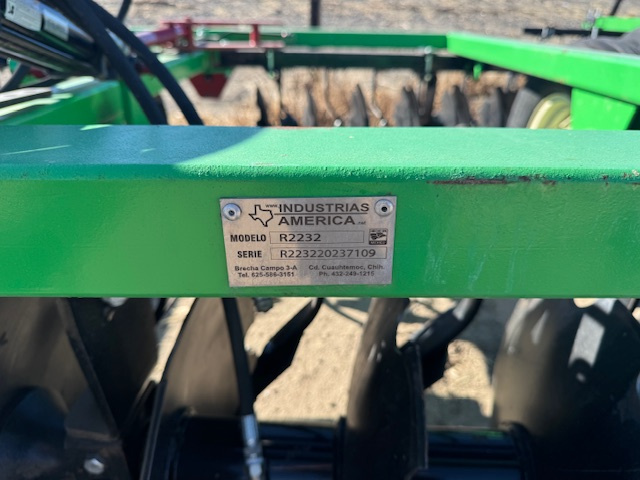 www.
INDUSTRIAS
AMERICA
MODELO R2232
SERIE R223220237109
Brecha Campo 3-A Cd. Cuauhtemoc, Chih.
Tel. 625-586-3161 Ph. 432-249-1215